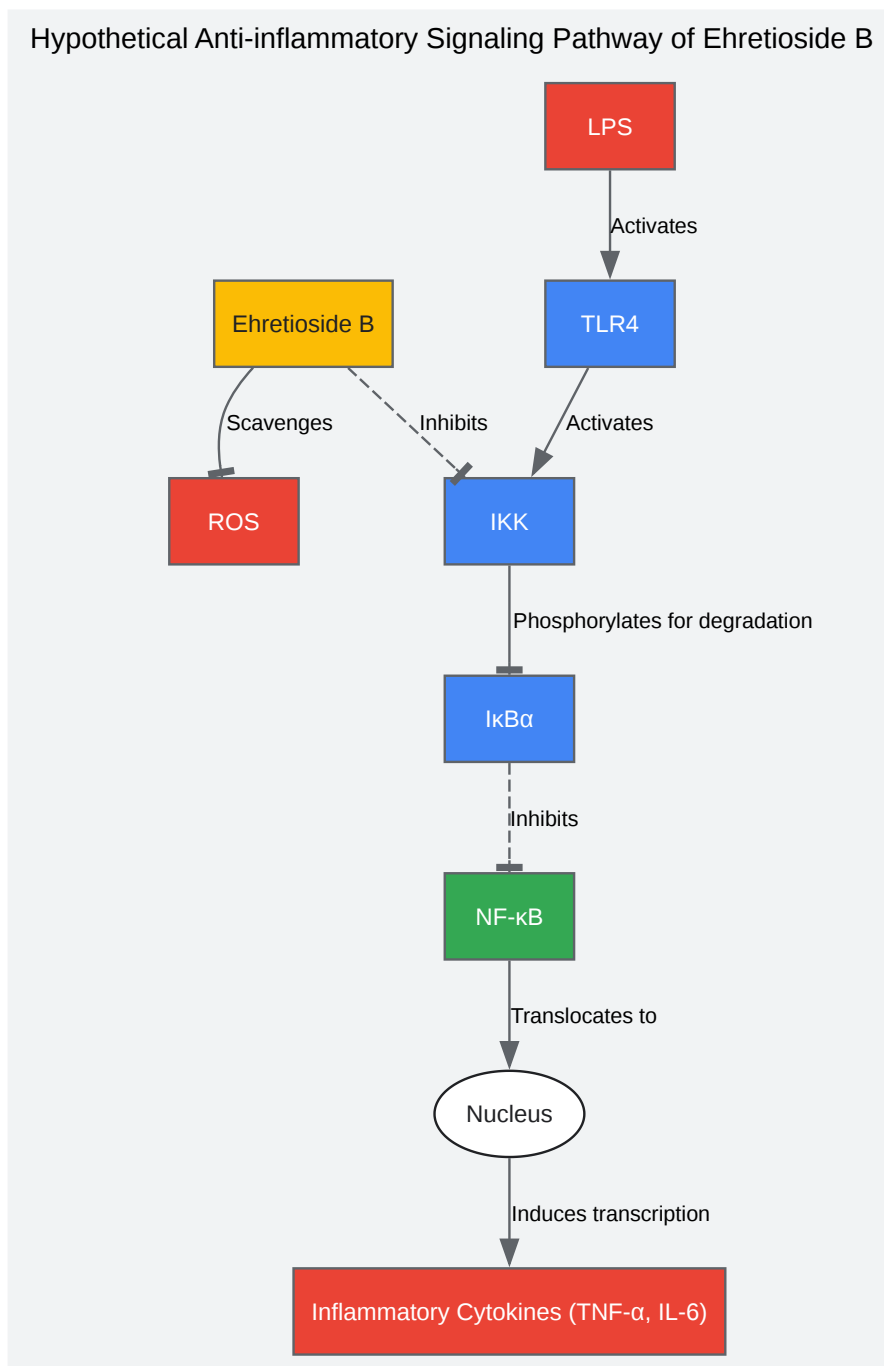 Hypothetical Anti-inflammatory Signaling Pathway of Ehretioside B
LPS
Activates
Ehretioside B
TLR4
Scavenges
Inhibits
Activates
ROS
IKK
Phosphorylates for degradation
IκBα
Inhibits
NF-κB
Translocates to
Nucleus
Induces transcription
Inflammatory Cytokines (TNF-α, IL-6)